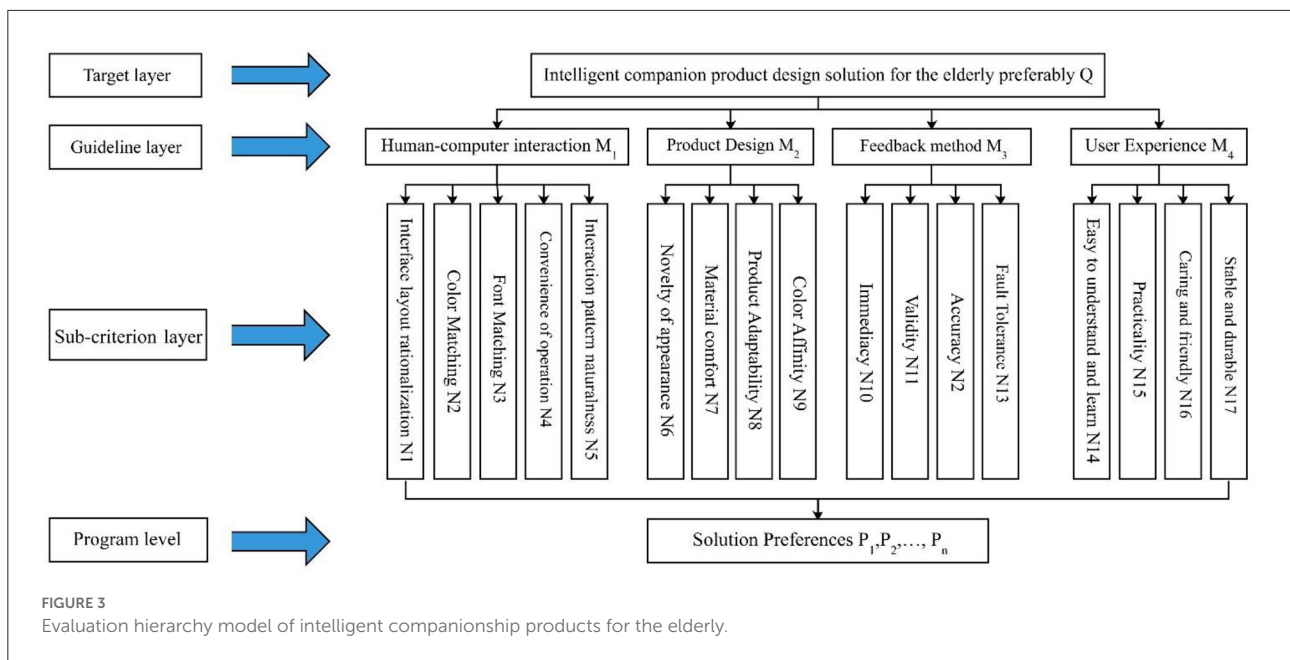 Target layer
Intelligent companion product design solution for the elderly preferably Q
Guideline layer
Human-computer interaction M₁
Product Design M₂
Feedback method M₃
User Experience M₄
Sub-criterion layer
Interface layout rationalization N1
Color Matching N2
Font Matching N3
Convenience of operation N4
Interaction pattern naturalness N5
Novelty of appearance N6
Material comfort N7
Product Adaptability N8
Color Affinity N9
Immediacy N10
Validity N11
Accuracy N2
Fault Tolerance N13
Easy to understand and learn N14
Practicality N15
Caring and friendly N16
Stable and durable N17
Program level
Solution Preferences P₁,P₂,…, Pₙ
FIGURE 3
Evaluation hierarchy model of intelligent companionship products for the elderly.